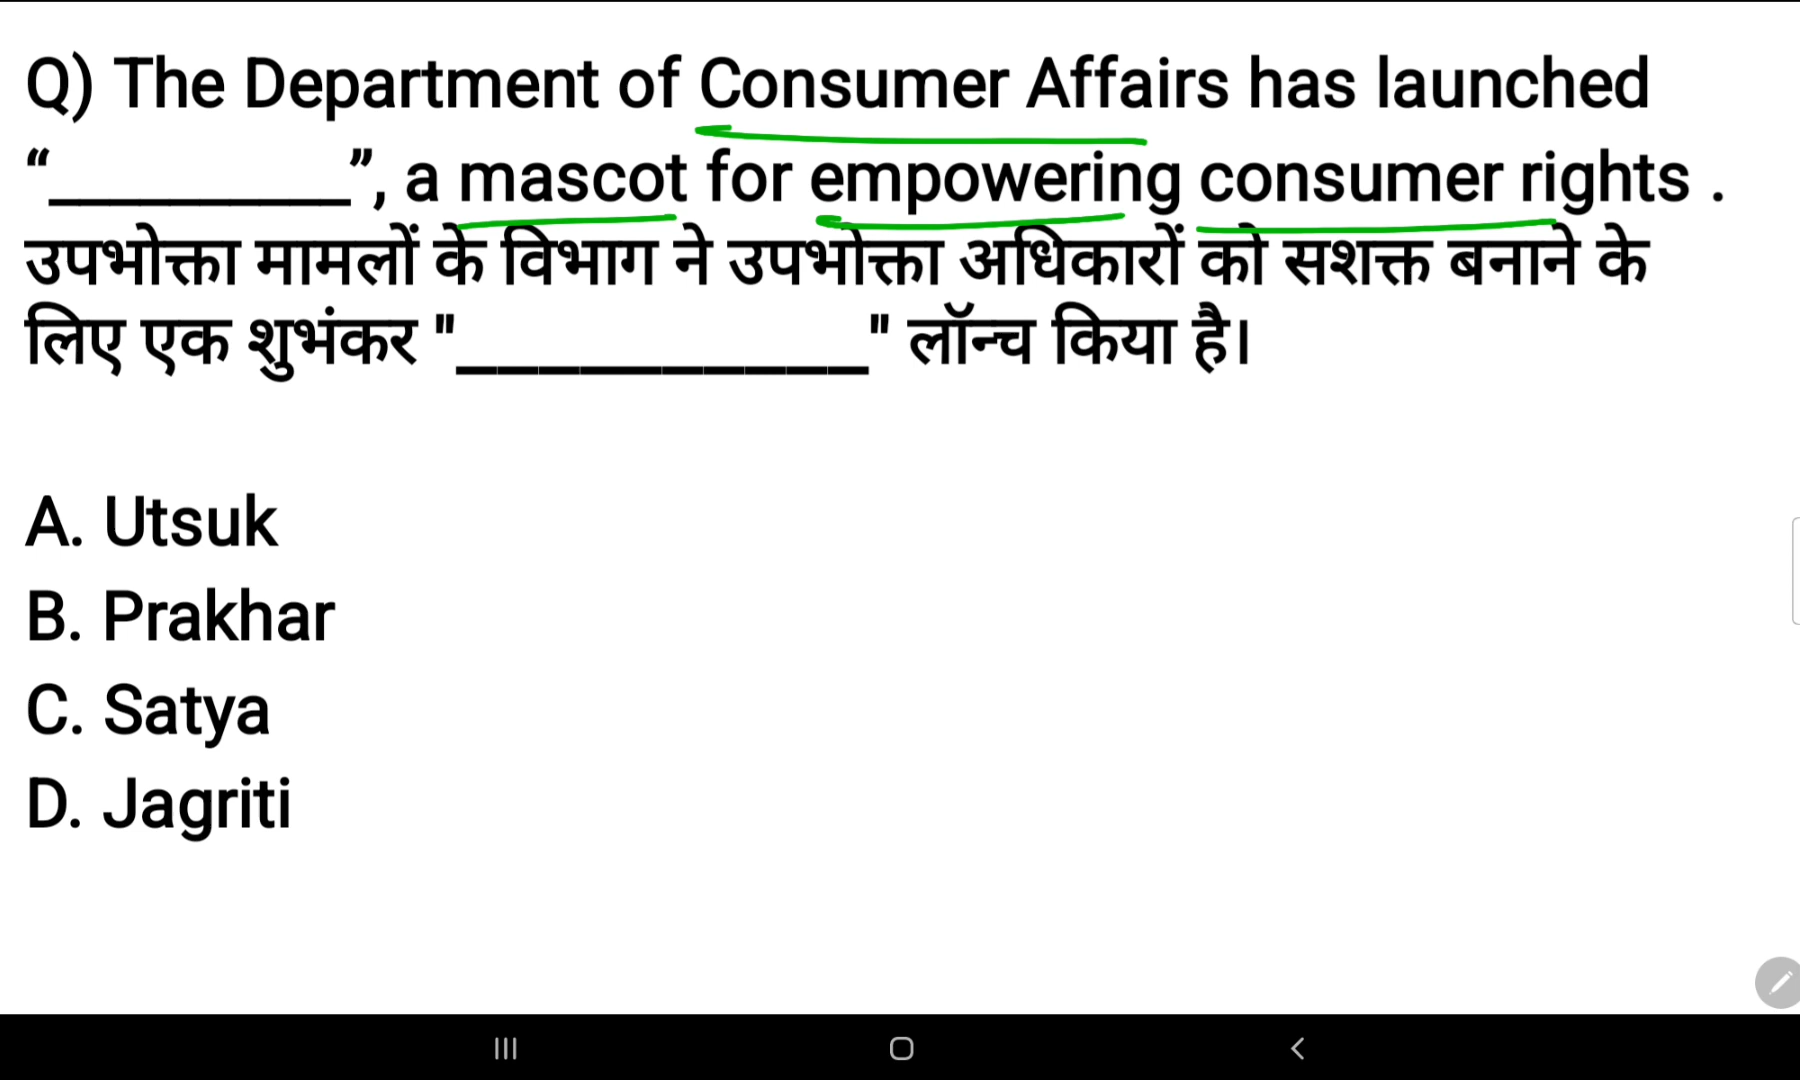 Q) The Department of Consumer Affairs has launched
“__________”, a mascot for empowering consumer rights .
उपभोक्ता मामलों के विभाग ने उपभोक्ता अधिकारों को सशक्त बनाने के
लिए एक शुभंकर "__________" लॉन्च किया है।
A. Utsuk
B. Prakhar
C. Satya
D. Jagriti